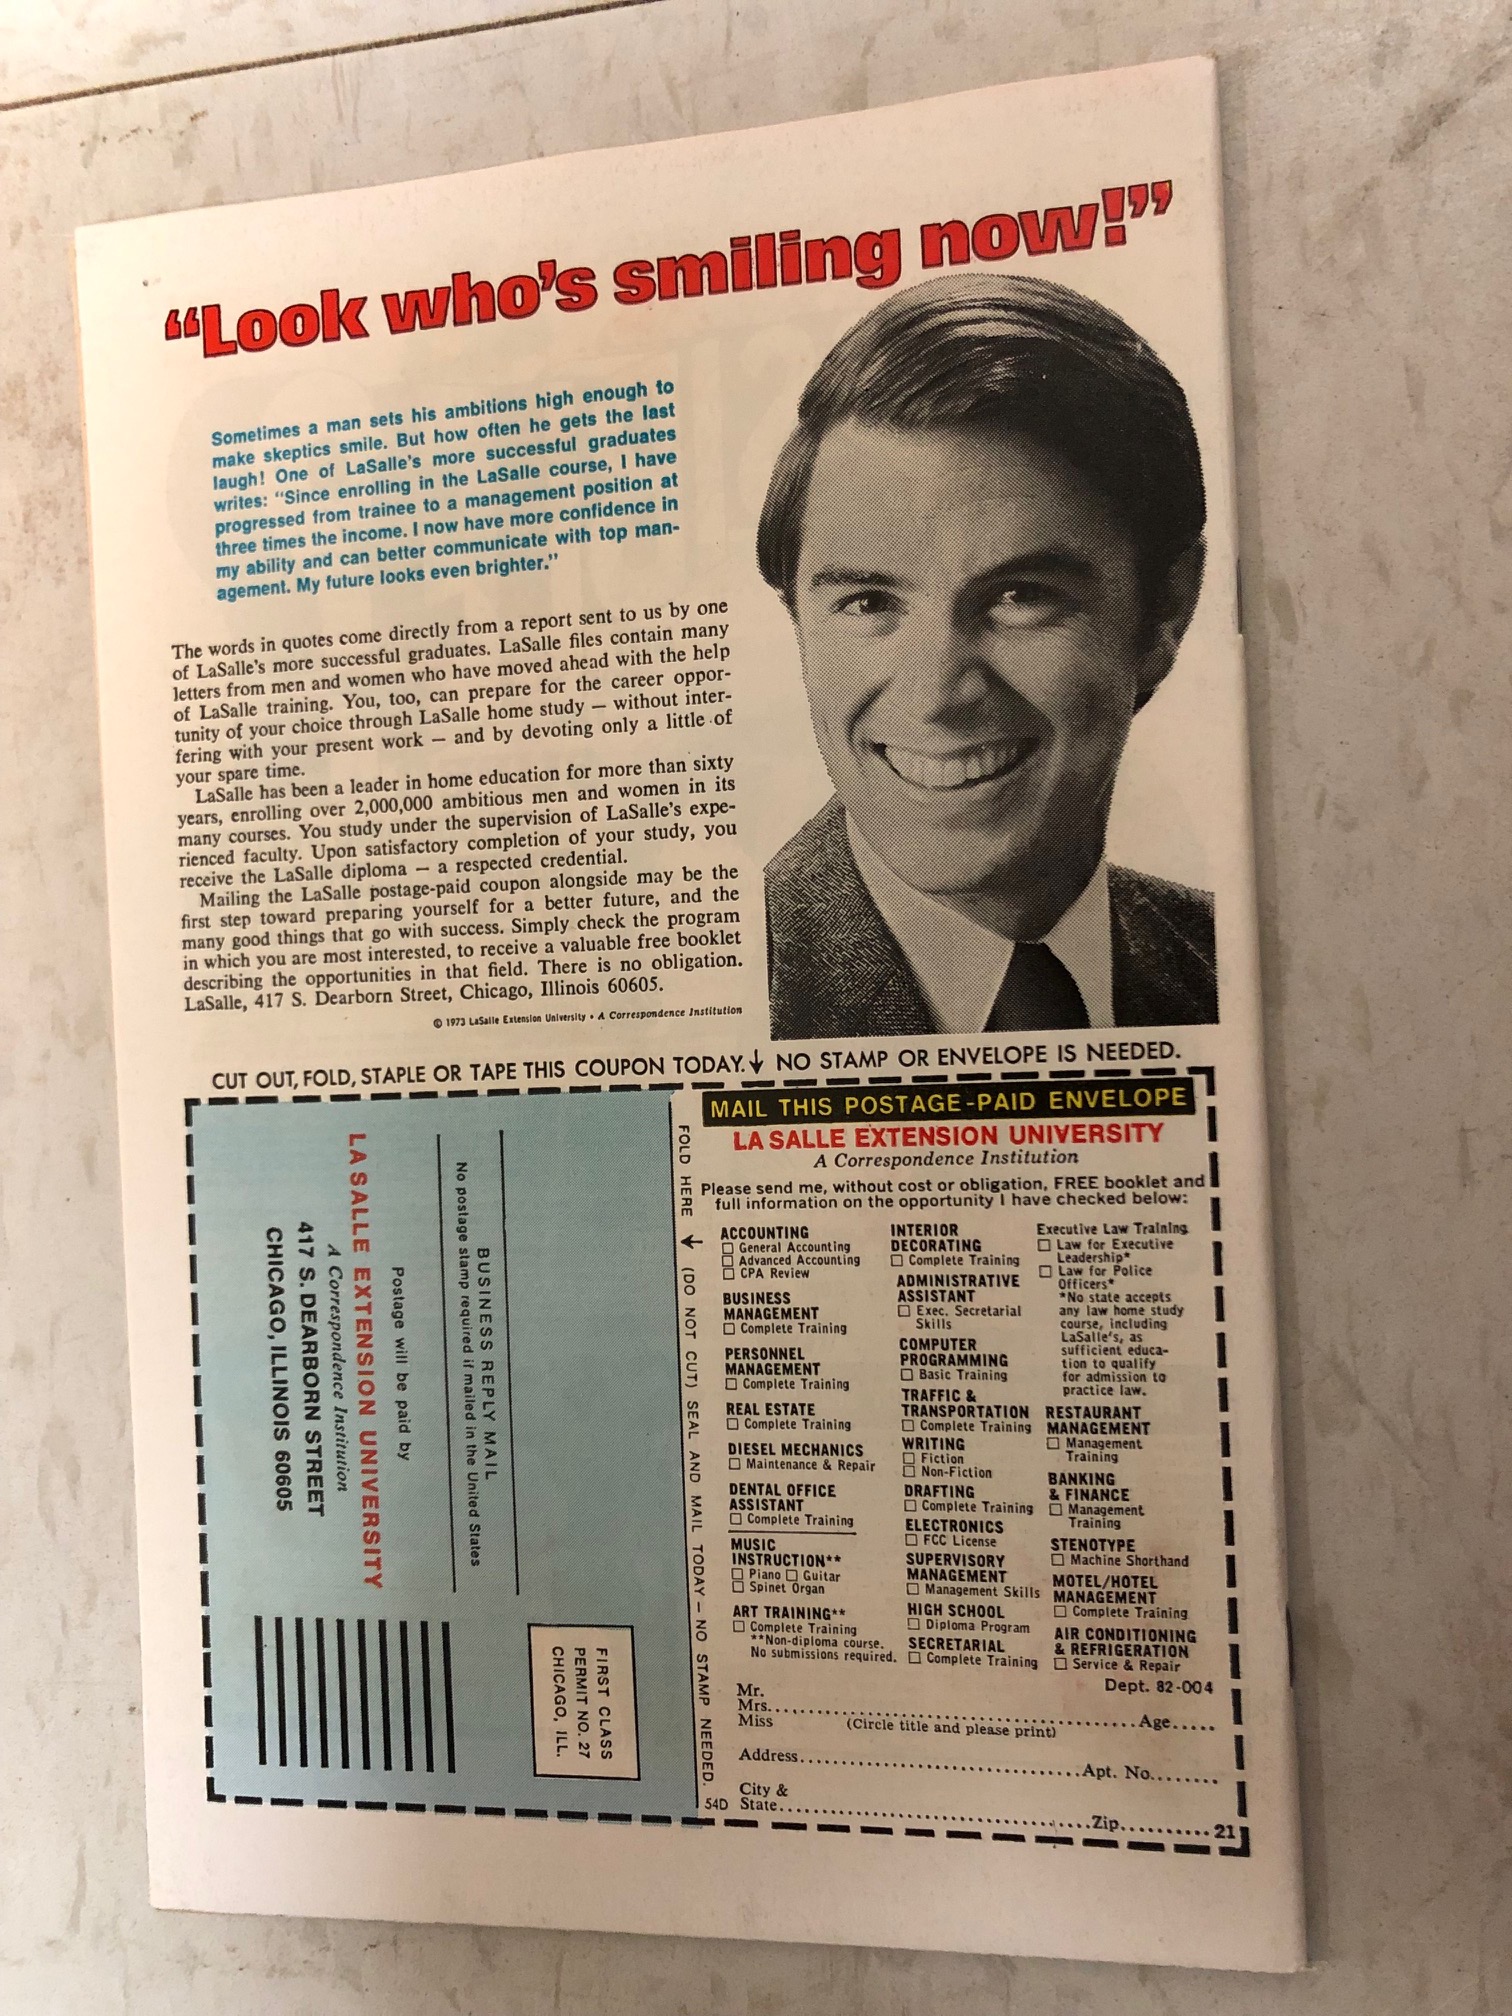 “Look who’s smiling now!”
Sometimes a man sets his ambitions high enough to
make skeptics smile. But how often he gets the last
laugh! One of LaSalle’s more successful graduates
writes: “Since enrolling in the LaSalle course, I have
progressed from trainee to a management position at
three times the income. I now have more confidence in
my ability and can better communicate with top man-
agement. My future looks even brighter.”
The words in quotes come directly from a report sent to us by one
of LaSalle’s more successful graduates. LaSalle files contain many
letters from men and women who have moved ahead with the help
of LaSalle training. You, too, can prepare for the career oppor-
tunity of your choice through LaSalle home study — without inter-
fering with your present work — and by devoting only a little of
your spare time.
LaSalle has been a leader in home education for more than sixty
years, enrolling over 2,000,000 ambitious men and women in its
many courses. You study under the supervision of LaSalle’s expe-
rienced faculty. Upon satisfactory completion of your study, you
receive the LaSalle diploma — a respected credential.
Mailing the LaSalle postage-paid coupon alongside may be the
first step toward preparing yourself for a better future, and the
many good things that go with success. Simply check the program
in which you are most interested, to receive a valuable free booklet
describing the opportunities in that field. There is no obligation.
LaSalle, 417 S. Dearborn Street, Chicago, Illinois 60605.
© 1973 LaSalle Extension University • A Correspondence Institution
CUT OUT, FOLD, STAPLE OR TAPE THIS COUPON TODAY.↓ NO STAMP OR ENVELOPE IS NEEDED.
BUSINESS REPLY MAIL
No postage stamp required if mailed in the United States
Postage will be paid by
LA SALLE EXTENSION UNIVERSITY
A Correspondence Institution
417 S. DEARBORN STREET
CHICAGO, ILLINOIS 60605
FIRST CLASS
PERMIT NO. 27
CHICAGO, ILL.
FOLD HERE ↓ (DO NOT CUT) SEAL AND MAIL TODAY — NO STAMP NEEDED.
MAIL THIS POSTAGE-PAID ENVELOPE
LA SALLE EXTENSION UNIVERSITY
A Correspondence Institution
Please send me, without cost or obligation, FREE booklet and
full information on the opportunity I have checked below:
ACCOUNTING
☐ General Accounting
☐ Advanced Accounting
☐ CPA Review
BUSINESS
MANAGEMENT
☐ Complete Training
PERSONNEL
MANAGEMENT
☐ Complete Training
REAL ESTATE
☐ Complete Training
DIESEL MECHANICS
☐ Maintenance & Repair
DENTAL OFFICE
ASSISTANT
☐ Complete Training
MUSIC
INSTRUCTION**
☐ Piano ☐ Guitar
☐ Spinet Organ
ART TRAINING**
☐ Complete Training
**Non-diploma course.
No submissions required.
INTERIOR
DECORATING
☐ Complete Training
ADMINISTRATIVE
ASSISTANT
☐ Exec. Secretarial
Skills
COMPUTER
PROGRAMMING
☐ Basic Training
TRAFFIC &
TRANSPORTATION
☐ Complete Training
WRITING
☐ Fiction
☐ Non-Fiction
DRAFTING
☐ Complete Training
ELECTRONICS
☐ FCC License
SUPERVISORY
MANAGEMENT
☐ Management Skills
HIGH SCHOOL
☐ Diploma Program
SECRETARIAL
☐ Complete Training
Executive Law Training
☐ Law for Executive
Leadership*
☐ Law for Police
Officers*
*No state accepts
any law home study
course, including
LaSalle’s, as
sufficient educa-
tion to qualify
for admission to
practice law.
RESTAURANT
MANAGEMENT
☐ Management
Training
BANKING
& FINANCE
☐ Management
Training
STENOTYPE
☐ Machine Shorthand
MOTEL/HOTEL
MANAGEMENT
☐ Complete Training
AIR CONDITIONING
& REFRIGERATION
☐ Service & Repair
Dept. 82-004
Mr.
Mrs. Age
Miss (Circle title and please print)
Address Apt. No.
City &
54D State Zip 21